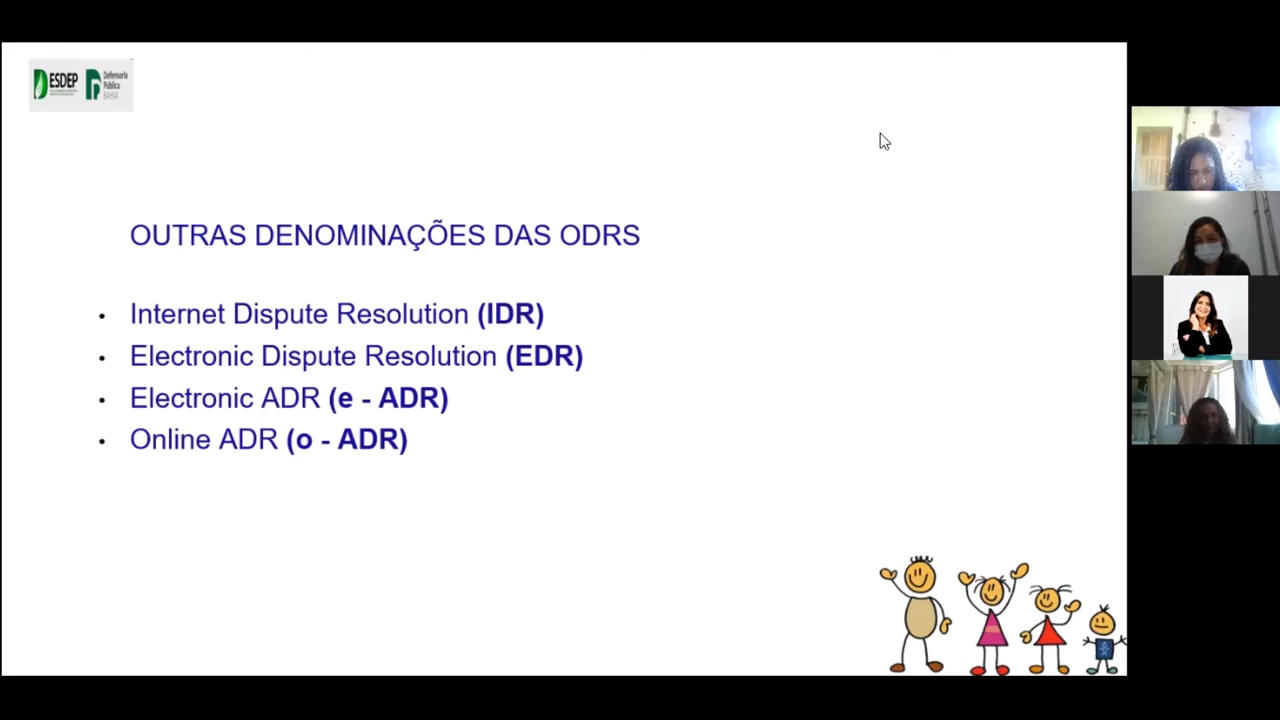 ESDEP
Defensoria
Pública
BAHIA
OUTRAS DENOMINAÇÕES DAS ODRS
• Internet Dispute Resolution (IDR)
• Electronic Dispute Resolution (EDR)
• Electronic ADR (e - ADR)
• Online ADR (o - ADR)